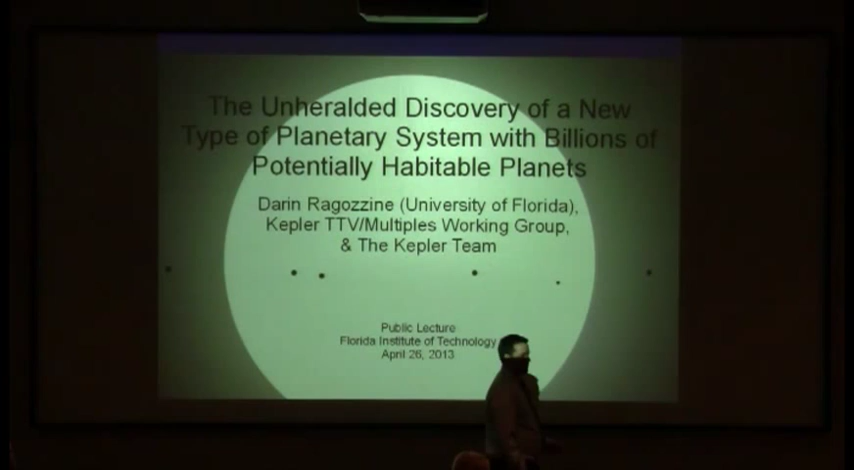 The Unheralded Discovery of a New
Type of Planetary System with Billions of
Potentially Habitable Planets
Darin Ragozzine (University of Florida),
Kepler TTV/Multiples Working Group,
& The Kepler Team
Public Lecture
Florida Institute of Technology
April 26, 2013